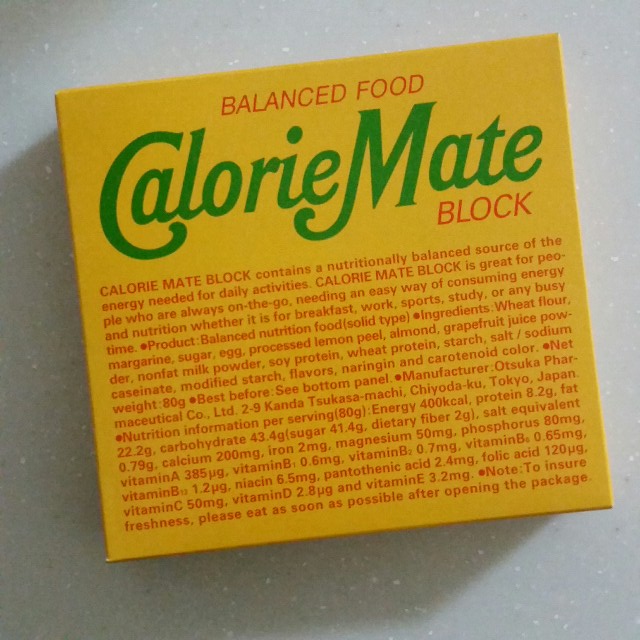 BALANCED FOOD
CalorieMate
BLOCK
CALORIE MATE BLOCK contains a nutritionally balanced source of the
energy needed for daily activities. CALORIE MATE BLOCK is great for peo-
ple who are always on-the-go, needing an easy way of consuming energy
and nutrition whether it is for breakfast, work, sports, study, or any busy
time. ●Product:Balanced nutrition food(solid type) ●Ingredients:Wheat flour,
margarine, sugar, egg, processed lemon peel, almond, grapefruit juice pow-
der, nonfat milk powder, soy protein, wheat protein, starch, salt / sodium
caseinate, modified starch, flavors, naringin and carotenoid color. ●Net
weight:80g ●Best before:See bottom panel. ●Manufacturer:Otsuka Phar-
maceutical Co., Ltd. 2-9 Kanda Tsukasa-machi, Chiyoda-ku, Tokyo, Japan.
●Nutrition information per serving(80g):Energy 400kcal, protein 8.2g, fat
22.2g, carbohydrate 43.4g(sugar 41.4g, dietary fiber 2g), salt equivalent
0.79g, calcium 200mg, iron 2mg, magnesium 50mg, phosphorus 80mg,
vitaminA 385μg, vitaminB₁ 0.6mg, vitaminB₂ 0.7mg, vitaminB₆ 0.65mg,
vitaminB₁₂ 1.2μg, niacin 6.5mg, pantothenic acid 2.4mg, folic acid 120μg,
vitaminC 50mg, vitaminD 2.8μg and vitaminE 3.2mg. ●Note:To insure
freshness, please eat as soon as possible after opening the package.